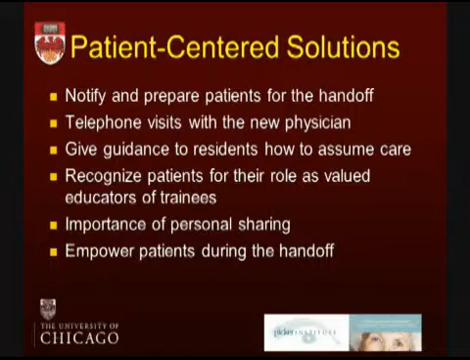 Patient-Centered Solutions
Notify and prepare patients for the handoff
Telephone visits with the new physician
Give guidance to residents how to assume care
Recognize patients for their role as valued
educators of trainees
Importance of personal sharing
Empower patients during the handoff
THE UNIVERSITY OF
CHICAGO
picker INSTITUTE